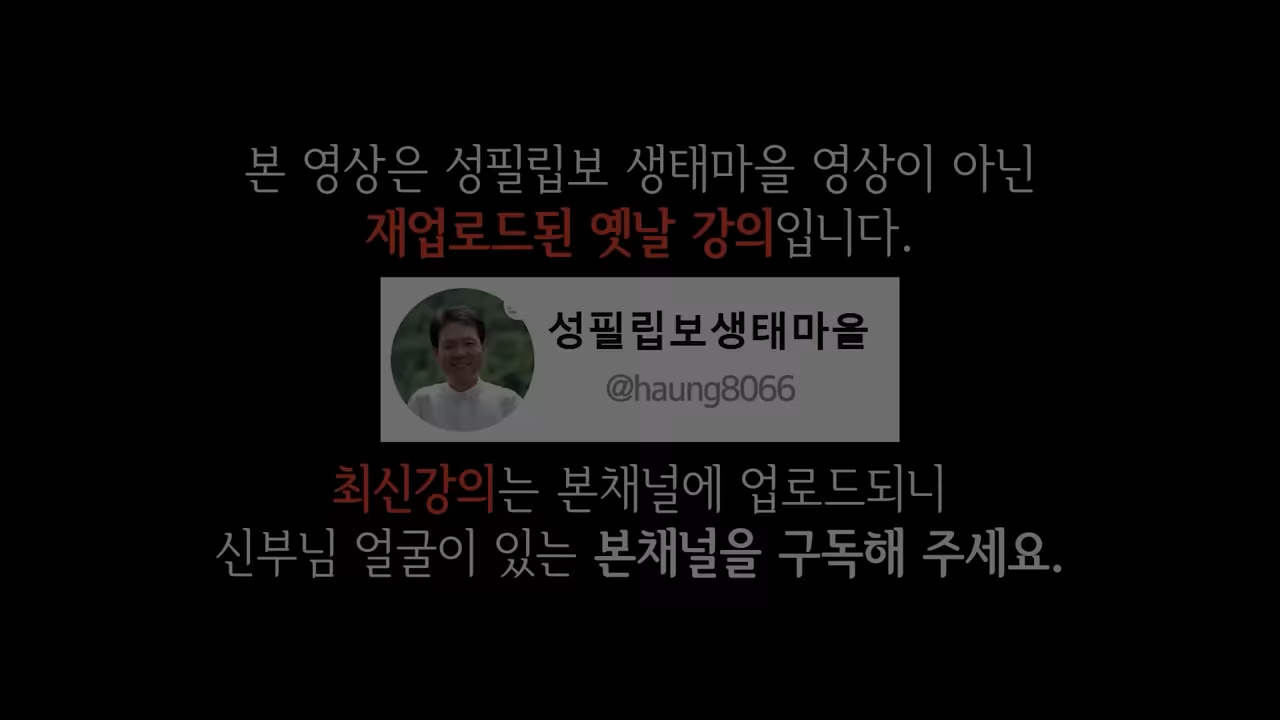 본 영상은 성필립보 생태마을 영상이 아닌
재업로드된 옛날 강의입니다.
성필립보생태마을
@haung8066
최신강의는 본채널에 업로드되니
신부님 얼굴이 있는 본채널을 구독해 주세요.